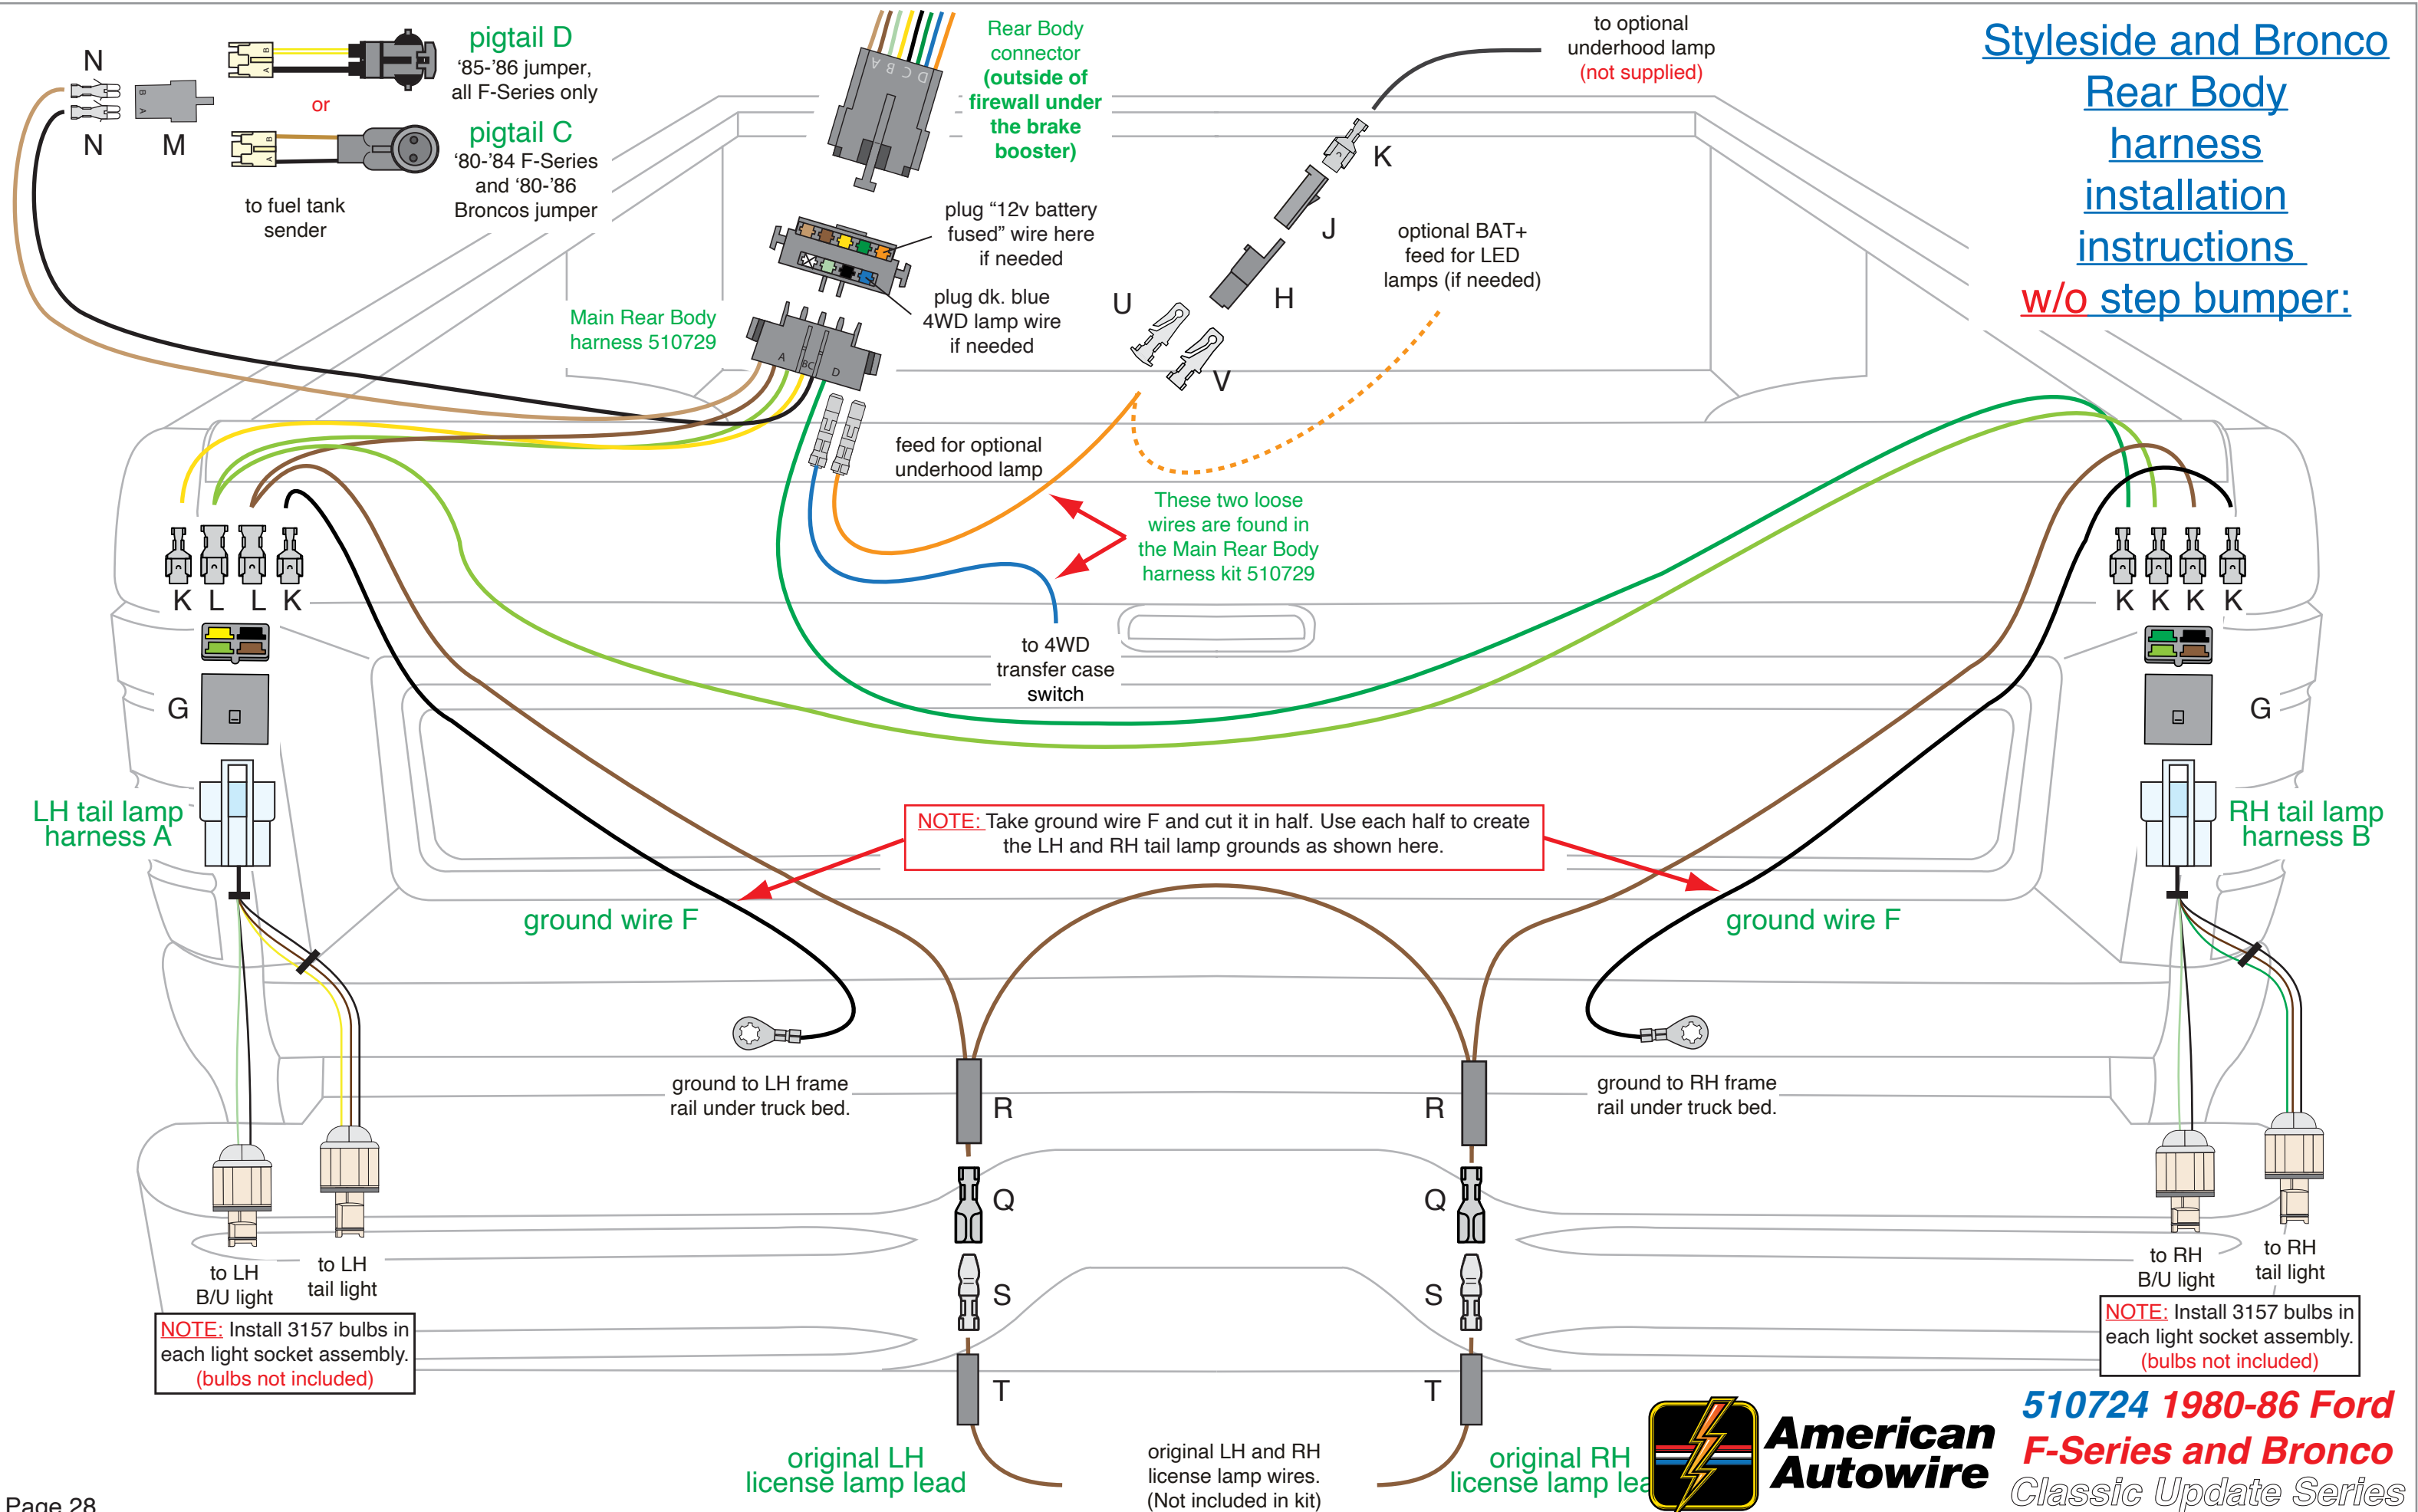 N
N
M
pigtail D
‘85-’86 jumper,
all F-Series only
or
pigtail C
‘80-’84 F-Series
and ‘80-’86
Broncos jumper
to fuel tank
sender
B
A
B
A
B
A
Rear Body
connector
(outside of
firewall under
the brake
booster)
A B C D
plug “12v battery
fused” wire here
if needed
plug dk. blue
4WD lamp wire
if needed
Main Rear Body
harness 510729
A
BC
D
to optional
underhood lamp
(not supplied)
K
J
H
U
V
optional BAT+
feed for LED
lamps (if needed)
Styleside and Bronco
Rear Body
harness
installation
instructions
w/o step bumper:
feed for optional
underhood lamp
These two loose
wires are found in
the Main Rear Body
harness kit 510729
to 4WD
transfer case
switch
K L L K
G
LH tail lamp
harness A
K K K K
G
RH tail lamp
harness B
NOTE: Take ground wire F and cut it in half. Use each half to create
the LH and RH tail lamp grounds as shown here.
ground wire F
ground wire F
ground to LH frame
rail under truck bed.
ground to RH frame
rail under truck bed.
R
R
Q
Q
S
S
T
T
to LH
B/U light
to LH
tail light
NOTE: Install 3157 bulbs in
each light socket assembly.
(bulbs not included)
to RH
B/U light
to RH
tail light
NOTE: Install 3157 bulbs in
each light socket assembly.
(bulbs not included)
original LH
license lamp lead
original LH and RH
license lamp wires.
(Not included in kit)
original RH
license lamp lea
American
Autowire
510724 1980-86 Ford
F-Series and Bronco
Classic Update Series
Page 28